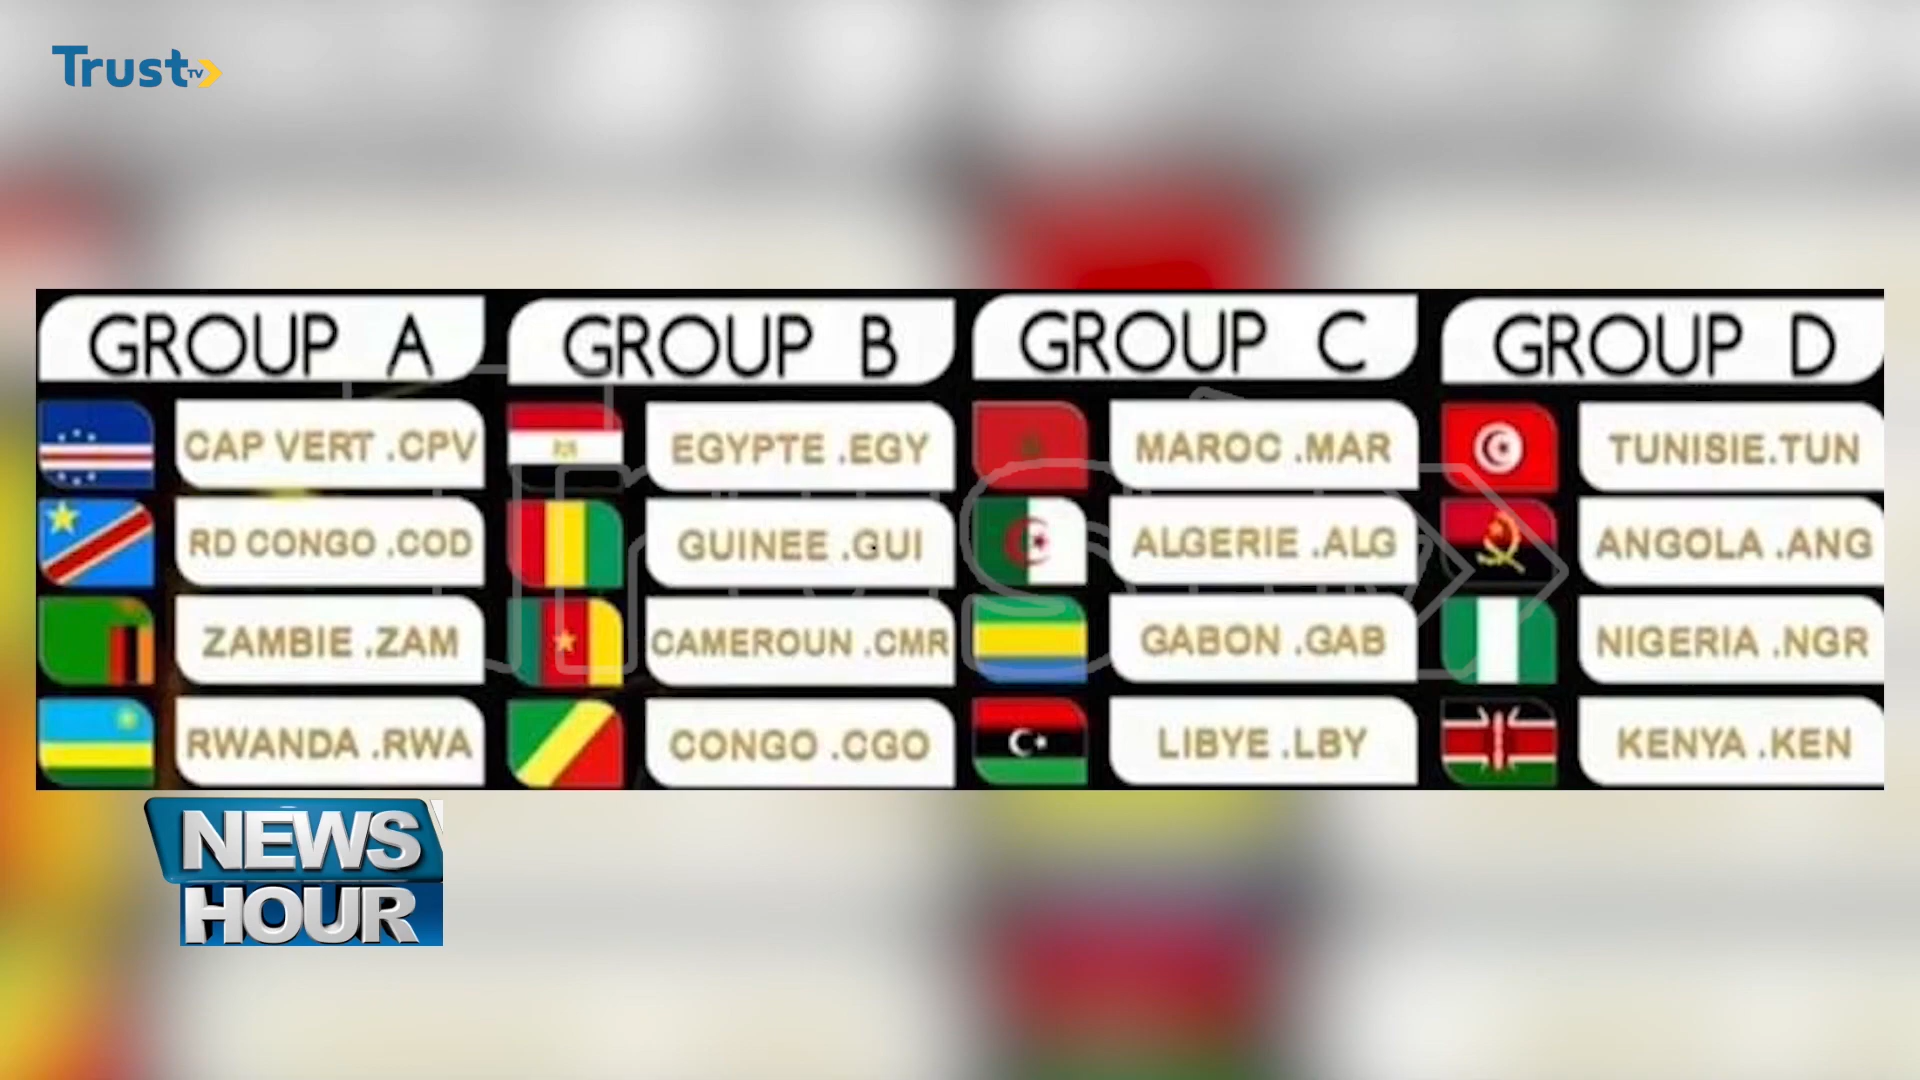 Trust TV
GROUP A
GROUP B
GROUP C
GROUP D
CAP VERT .CPV
EGYPTE .EGY
MAROC .MAR
TUNISIE.TUN
RD CONGO .COD
GUINEE .GUI
ALGERIE .ALG
ANGOLA .ANG
ZAMBIE .ZAM
CAMEROUN .CMR
GABON .GAB
NIGERIA .NGR
RWANDA .RWA
CONGO .CGO
LIBYE .LBY
KENYA .KEN
Trust
NEWS
HOUR